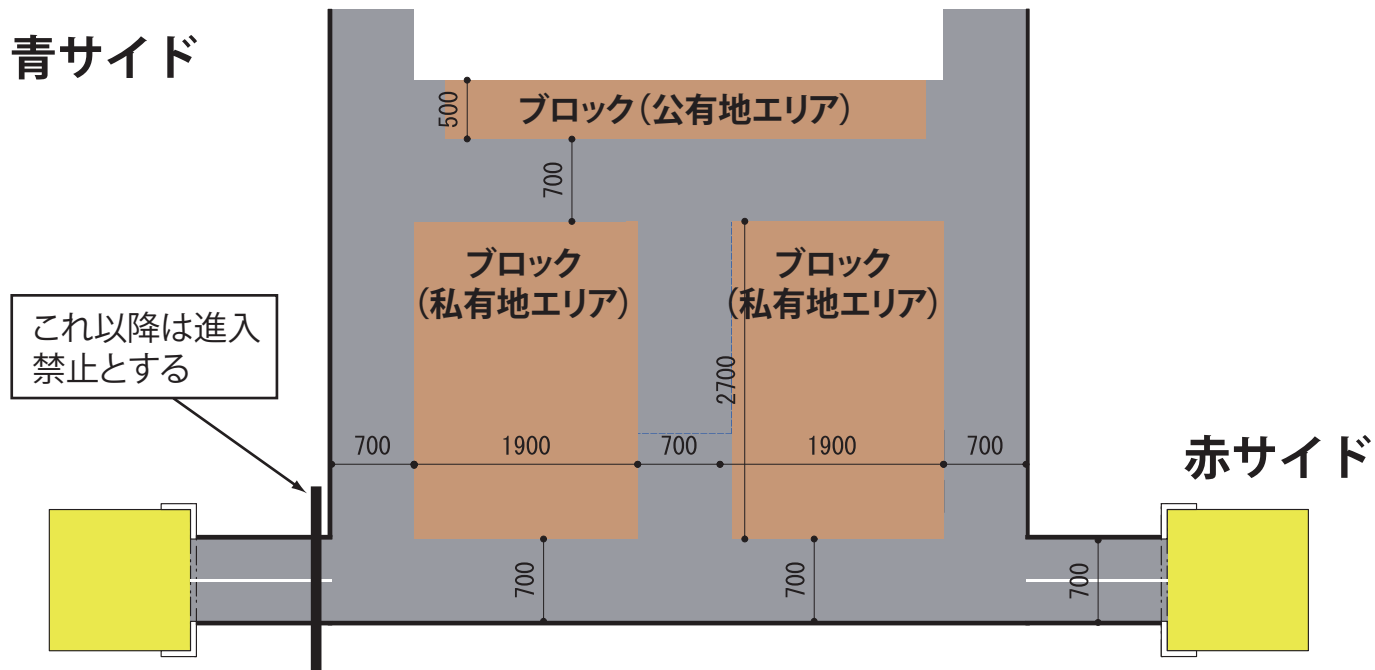 青サイド
500
ブロック（公有地エリア）
700
ブロック
（私有地エリア）
ブロック
（私有地エリア）
これ以降は進入
禁止とする
2700
700
1900
700
1900
700
赤サイド
700
700
700